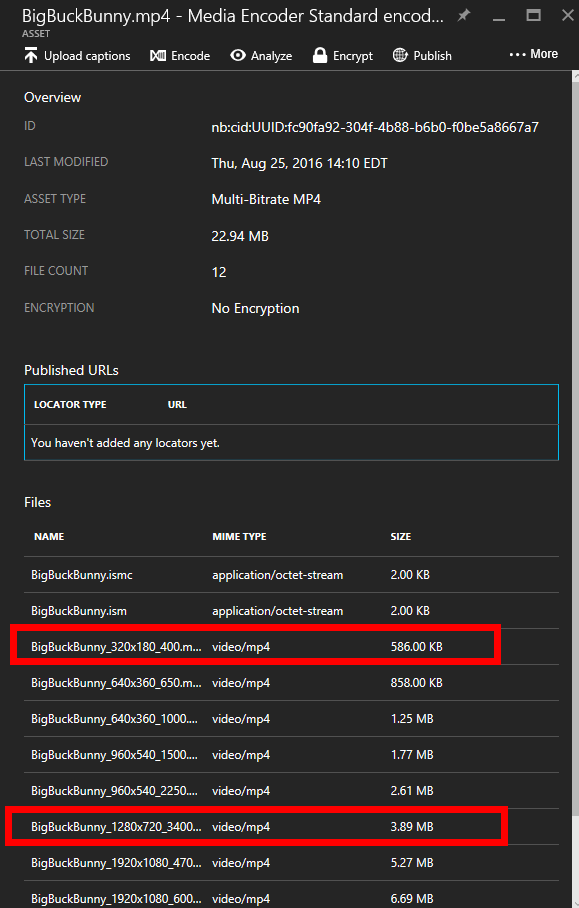 BigBuckBunny.mp4 - Media Encoder Standard encod...
ASSET
Upload captions Encode Analyze Encrypt Publish ••• More
Overview
ID nb:cid:UUID:fc90fa92-304f-4b88-b6b0-f0be5a8667a7
LAST MODIFIED Thu, Aug 25, 2016 14:10 EDT
ASSET TYPE Multi-Bitrate MP4
TOTAL SIZE 22.94 MB
FILE COUNT 12
ENCRYPTION No Encryption
Published URLs
LOCATOR TYPE URL
You haven't added any locators yet.
Files
NAME MIME TYPE SIZE
BigBuckBunny.ismc application/octet-stream 2.00 KB
BigBuckBunny.ism application/octet-stream 2.00 KB
BigBuckBunny_320x180_400.m... video/mp4 586.00 KB
BigBuckBunny_640x360_650.m... video/mp4 858.00 KB
BigBuckBunny_640x360_1000.... video/mp4 1.25 MB
BigBuckBunny_960x540_1500.... video/mp4 1.77 MB
BigBuckBunny_960x540_2250.... video/mp4 2.61 MB
BigBuckBunny_1280x720_3400... video/mp4 3.89 MB
BigBuckBunny_1920x1080_470... video/mp4 5.27 MB
BigBuckBunny_1920x1080_600... video/mp4 6.69 MB